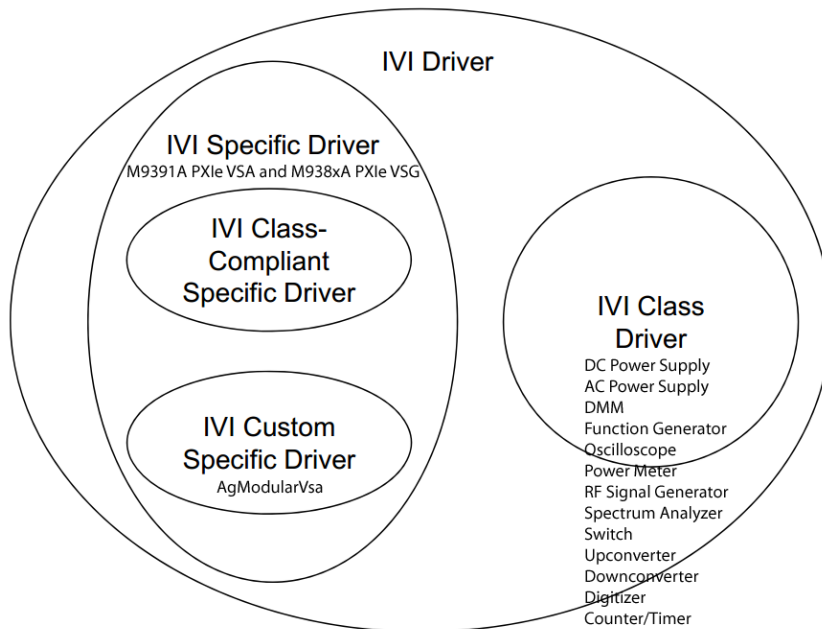 IVI Driver
IVI Specific Driver
M9391A PXIe VSA and M938xA PXIe VSG
IVI Class-
Compliant
Specific Driver
IVI Custom
Specific Driver
AgModularVsa
IVI Class
Driver
DC Power Supply
AC Power Supply
DMM
Function Generator
Oscilloscope
Power Meter
RF Signal Generator
Spectrum Analyzer
Switch
Upconverter
Downconverter
Digitizer
Counter/Timer